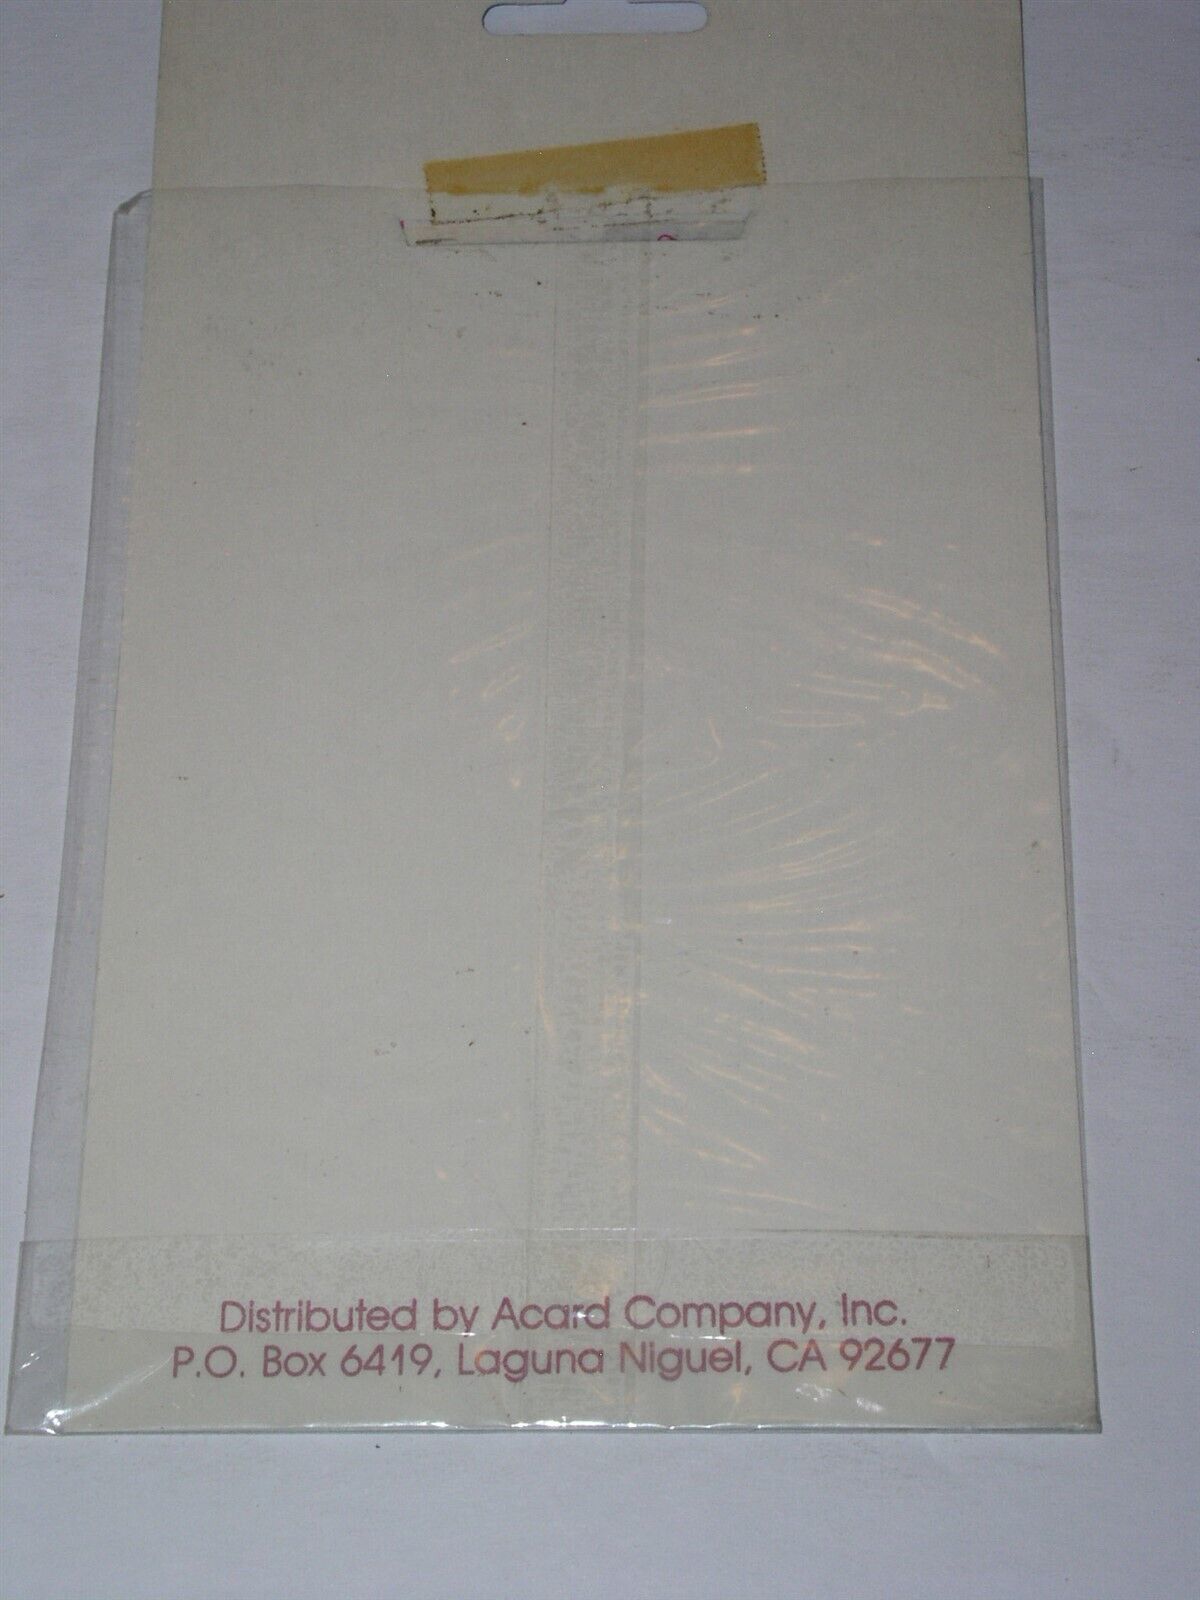 Distributed by Acard Company, Inc.
P.O. Box 6419, Laguna Niguel, CA 92677